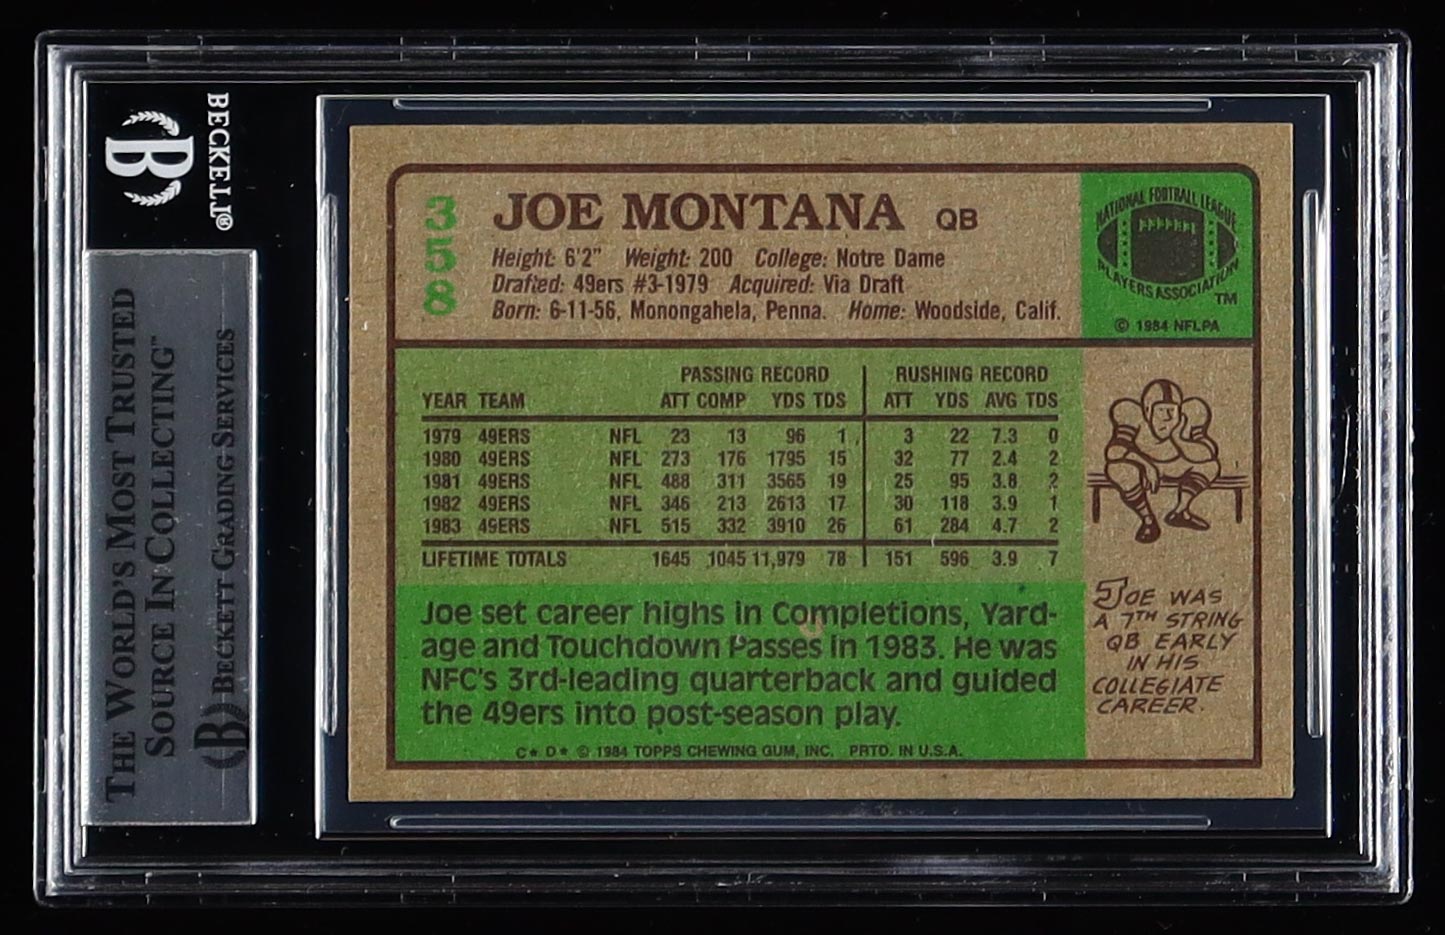 BECKETT®
B
THE WORLD'S MOST TRUSTED
SOURCE IN COLLECTING™
B BECKETT GRADING SERVICES
358
JOE MONTANA QB
Height: 6'2" Weight: 200 College: Notre Dame
Drafted: 49ers #3-1979 Acquired: Via Draft
Born: 6-11-56, Monongahela, Penna. Home: Woodside, Calif.
NATIONAL FOOTBALL LEAGUE
PLAYERS ASSOCIATION
TM
© 1984 NFLPA
PASSING RECORD RUSHING RECORD
YEAR TEAM ATT COMP YDS TDS ATT YDS AVG TDS
1979 49ERS NFL 23 13 96 1 3 22 7.3 0
1980 49ERS NFL 273 176 1795 15 32 77 2.4 2
1981 49ERS NFL 488 311 3565 19 25 95 3.8 2
1982 49ERS NFL 346 213 2613 17 30 118 3.9 1
1983 49ERS NFL 515 332 3910 26 61 284 4.7 2
LIFETIME TOTALS 1645 1045 11,979 78 151 596 3.9 7
Joe set career highs in Completions, Yard-
age and Touchdown Passes in 1983. He was
NFC's 3rd-leading quarterback and guided
the 49ers into post-season play.
C* D* © 1984 TOPPS CHEWING GUM, INC. PRTD. IN U.S.A.
JOE WAS
A 7TH STRING
QB EARLY
IN HIS
COLLEGIATE
CAREER.